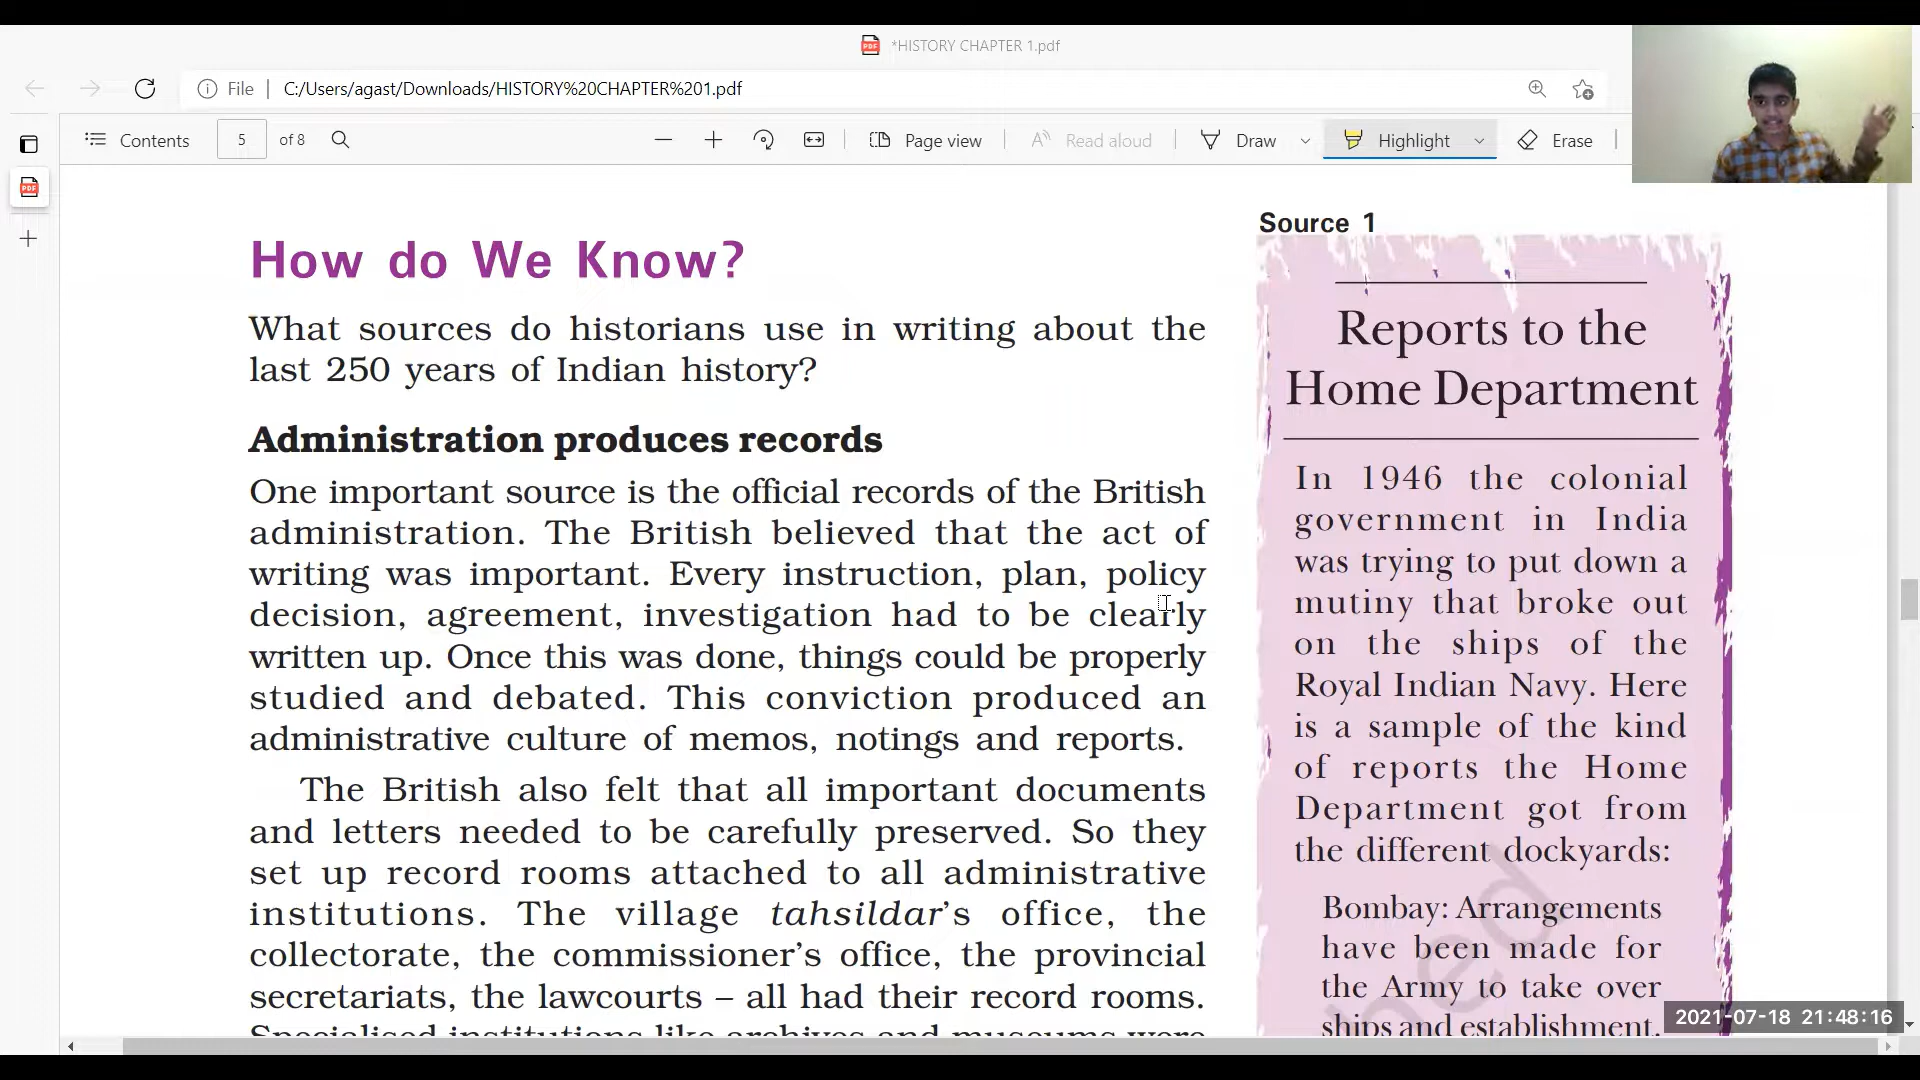 *HISTORY CHAPTER 1.pdf
File
C:/Users/agast/Downloads/HISTORY%20CHAPTER%201.pdf
Contents
5
of 8
Page view
Read aloud
Draw
Highlight
Erase
How do We Know?
What sources do historians use in writing about the
last 250 years of Indian history?
Administration produces records
One important source is the official records of the British
administration. The British believed that the act of
writing was important. Every instruction, plan, policy
decision, agreement, investigation had to be clearly
written up. Once this was done, things could be properly
studied and debated. This conviction produced an
administrative culture of memos, notings and reports.
The British also felt that all important documents
and letters needed to be carefully preserved. So they
set up record rooms attached to all administrative
institutions. The village tahsildar’s office, the
collectorate, the commissioner’s office, the provincial
secretariats, the lawcourts – all had their record rooms.
Specialised institutions like archives and museums were
Source 1
Reports to the
Home Department
In 1946 the colonial
government in India
was trying to put down a
mutiny that broke out
on the ships of the
Royal Indian Navy. Here
is a sample of the kind
of reports the Home
Department got from
the different dockyards:
Bombay: Arrangements
have been made for
the Army to take over
ships and establishment.
hed
2021-07-18 21:48:16